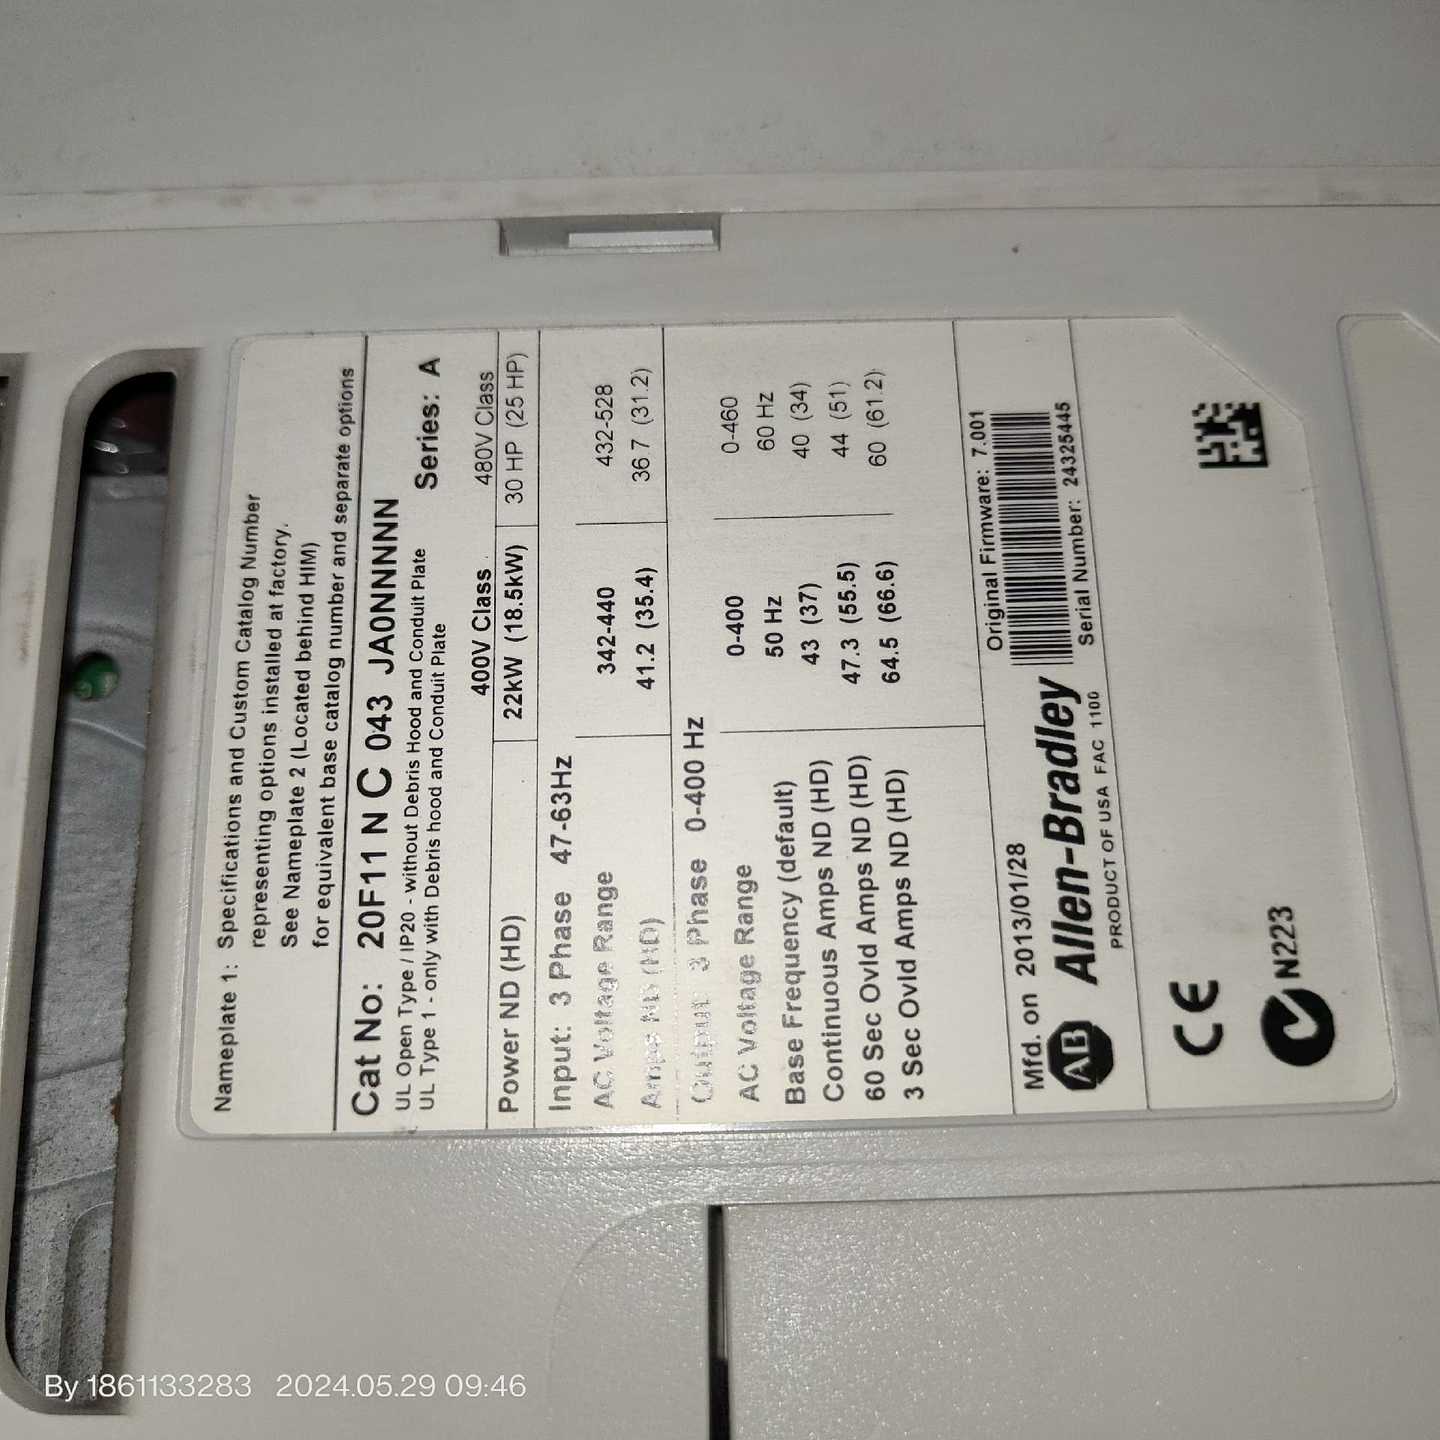 Nameplate 1: Specifications and Custom Catalog Number
representing options installed at factory.
See Nameplate 2 (Located behind HIM)
for equivalent base catalog number and separate options
Cat No: 20F11 N C 043 JA0NNNNN
UL Open Type / IP20 - without Debris Hood and Conduit Plate Series: A
UL Type 1 - only with Debris hood and Conduit Plate
400V Class 480V Class
Power ND (HD) 22kW (18.5kW) 30 HP (25 HP)
Input: 3 Phase 47-63Hz
AC Voltage Range 342-440 432-528
Amps ND (HD) 41.2 (35.4) 36 7 (31.2)
Output: 3 Phase 0-400 Hz
AC Voltage Range 0-400 0-460
Base Frequency (default) 50 Hz 60 Hz
Continuous Amps ND (HD) 43 (37) 40 (34)
60 Sec Ovld Amps ND (HD) 47.3 (55.5) 44 (51)
3 Sec Ovld Amps ND (HD) 64.5 (66.6) 60 (61.2)
Mfd. on 2013/01/28 Original Firmware: 7.001
AB Allen-Bradley
PRODUCT OF USA FAC 1100 Serial Number: 24325445
CE
N223
By 1861133283 2024.05.29 09:46